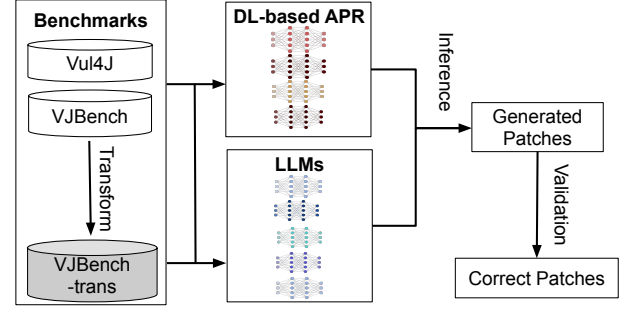 Benchmarks
Vul4J
VJBench
Transform
VJBench
-trans
DL-based APR
LLMs
Inference
Generated
Patches
Validation
Correct Patches